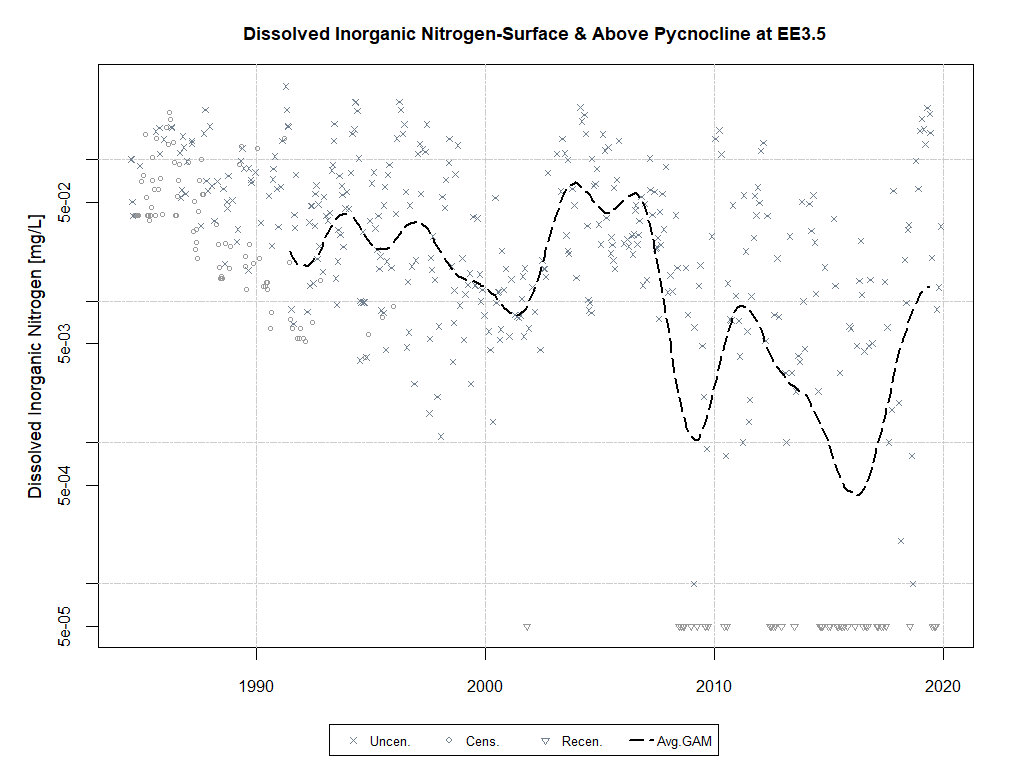 Dissolved Inorganic Nitrogen-Surface & Above Pycnocline at EE3.5
Dissolved Inorganic Nitrogen [mg/L]
5e-02
5e-03
5e-04
5e-05
1990 2000 2010 2020
Uncen. Cens. Recen. Avg.GAM